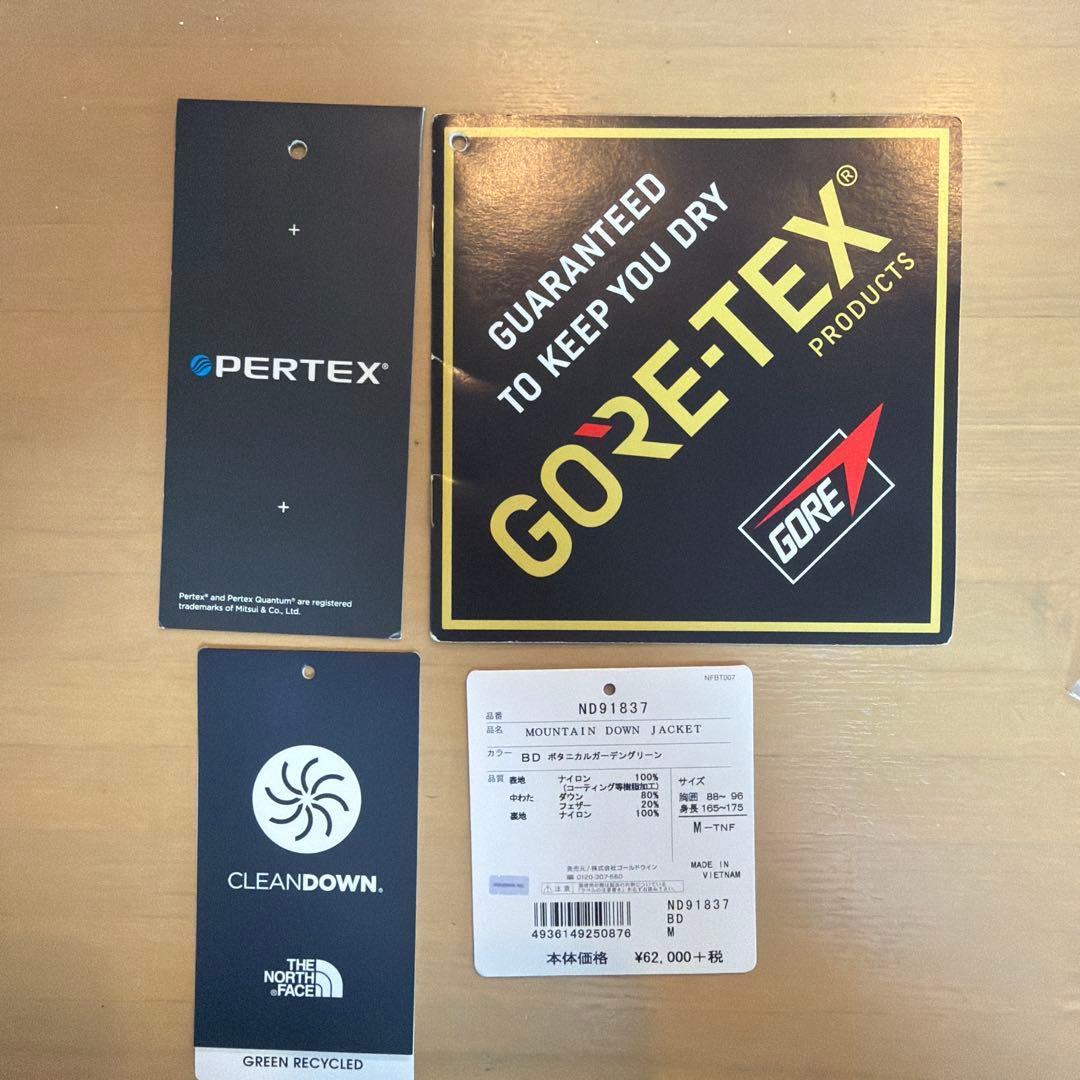 PERTEX®
Pertex® and Pertex Quantum® are registered
trademarks of Mitsui & Co., Ltd.
GUARANTEED
TO KEEP YOU DRY
GORE-TEX®
PRODUCTS
GORE
CLEANDOWN®
THE
NORTH
®FACE
GREEN RECYCLED
NFBT007
品番 ND91837
品名 MOUNTAIN DOWN JACKET
カラー BD ボタニカルガーデングリーン
品質 表地 ナイロン 100%
(コーティング等樹脂加工)
中わた ダウン 80%
フェザー 20%
裏地 ナイロン 100%
サイズ
胸囲 88~ 96
身長 165~175
M-TNF
MADE IN
VIETNAM
発売元/株式会社ゴールドウイン
☎ 0120-307-560
⚠注意
ND91837
BD
M
4936149250876
本体価格 ¥62,000+税